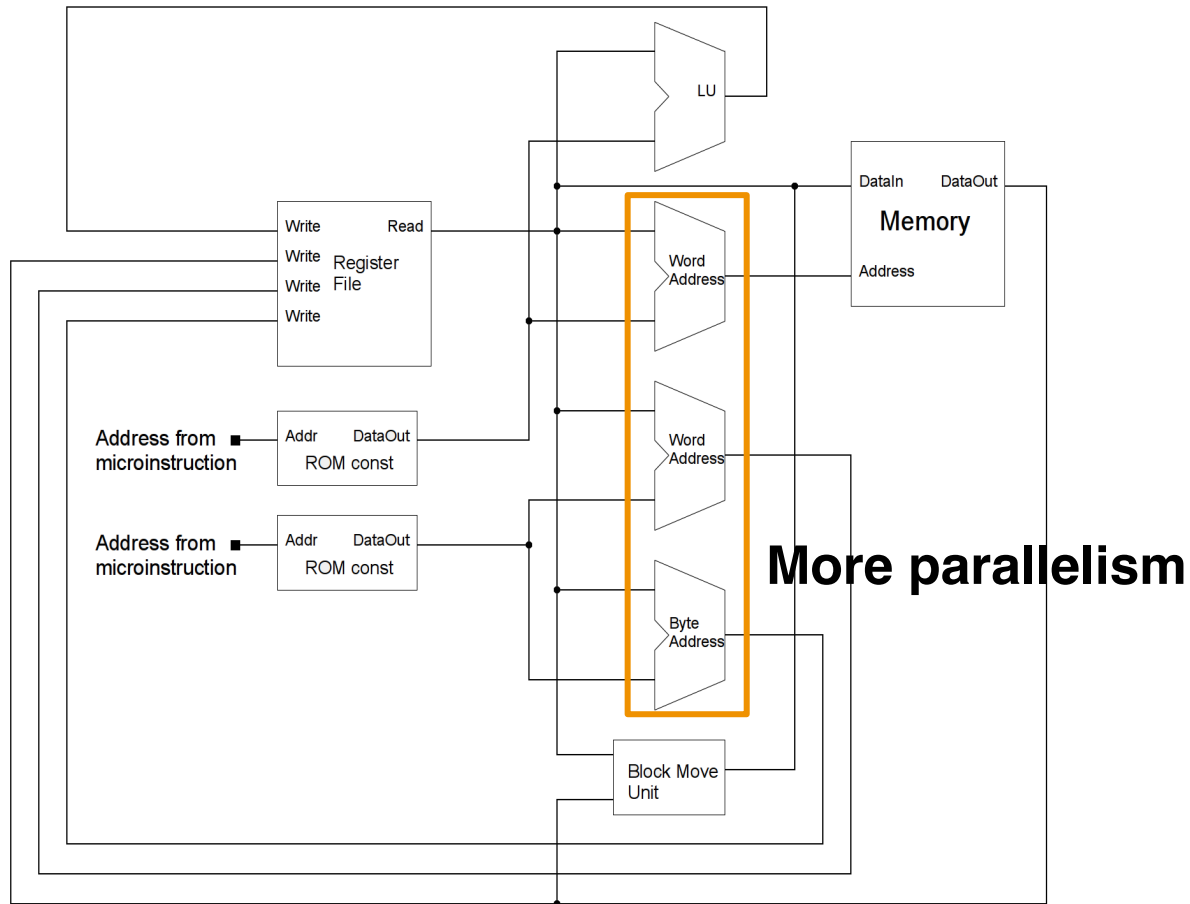 LU
DataIn DataOut
Memory
Address
Write Read
Write Register
Write File
Write
Word
Address
Word
Address
Byte
Address
Address from
microinstruction
Addr DataOut
ROM const
Address from
microinstruction
Addr DataOut
ROM const
More parallelism
Block Move
Unit